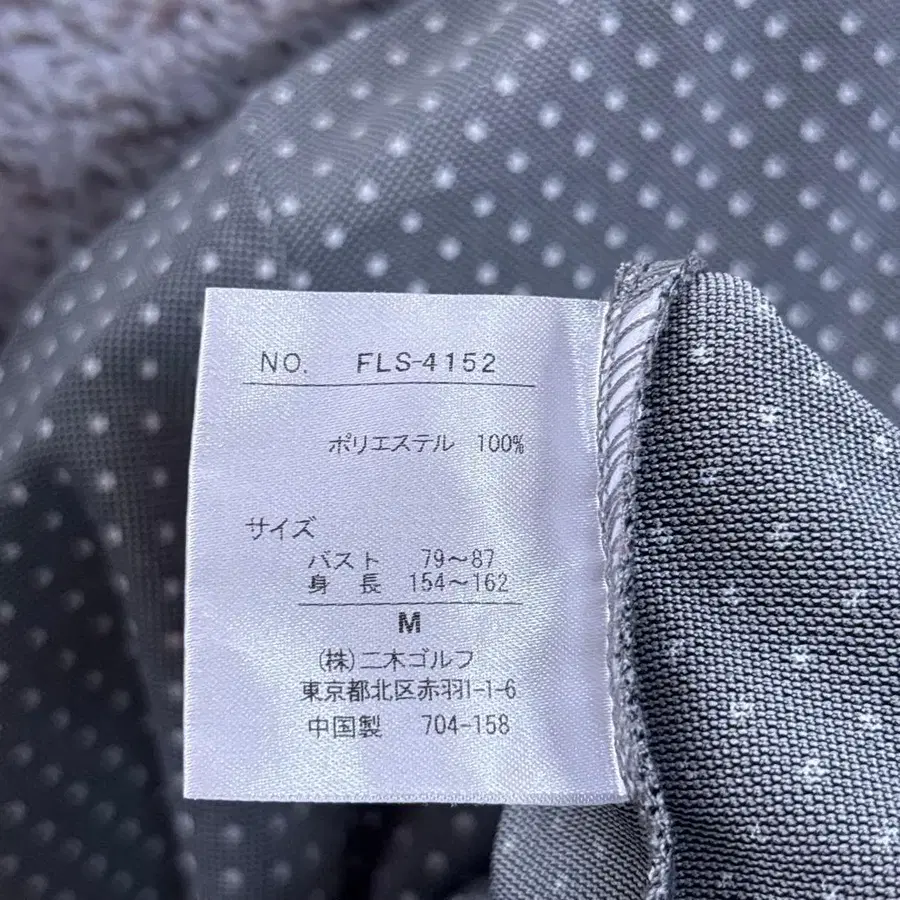 NO. FLS-4152
ポリエステル 100%
サイズ
バスト 79～87
身長 154～162
M
(株)二木ゴルフ
東京都北区赤羽1-1-6
中国製 704-158